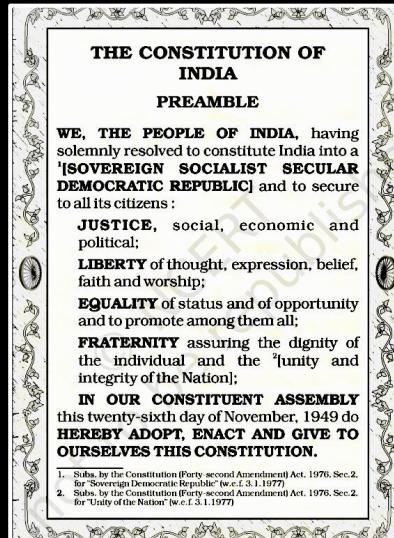 THE CONSTITUTION OF
INDIA
PREAMBLE
WE, THE PEOPLE OF INDIA, having
solemnly resolved to constitute India into a
¹[SOVEREIGN SOCIALIST SECULAR
DEMOCRATIC REPUBLIC] and to secure
to all its citizens :
JUSTICE, social, economic and
political;
LIBERTY of thought, expression, belief,
faith and worship;
EQUALITY of status and of opportunity
and to promote among them all;
FRATERNITY assuring the dignity of
the individual and the ²[unity and
integrity of the Nation];
IN OUR CONSTITUENT ASSEMBLY
this twenty-sixth day of November, 1949 do
HEREBY ADOPT, ENACT AND GIVE TO
OURSELVES THIS CONSTITUTION.
1. Subs. by the Constitution (Forty-second Amendment) Act. 1976. Sec.2.
for "Sovereign Democratic Republic" (w.e.f. 3.1.1977)
2. Subs. by the Constitution (Forty-second Amendment) Act. 1976. Sec.2.
for "Unity of the Nation" (w.e.f. 3.1.1977)